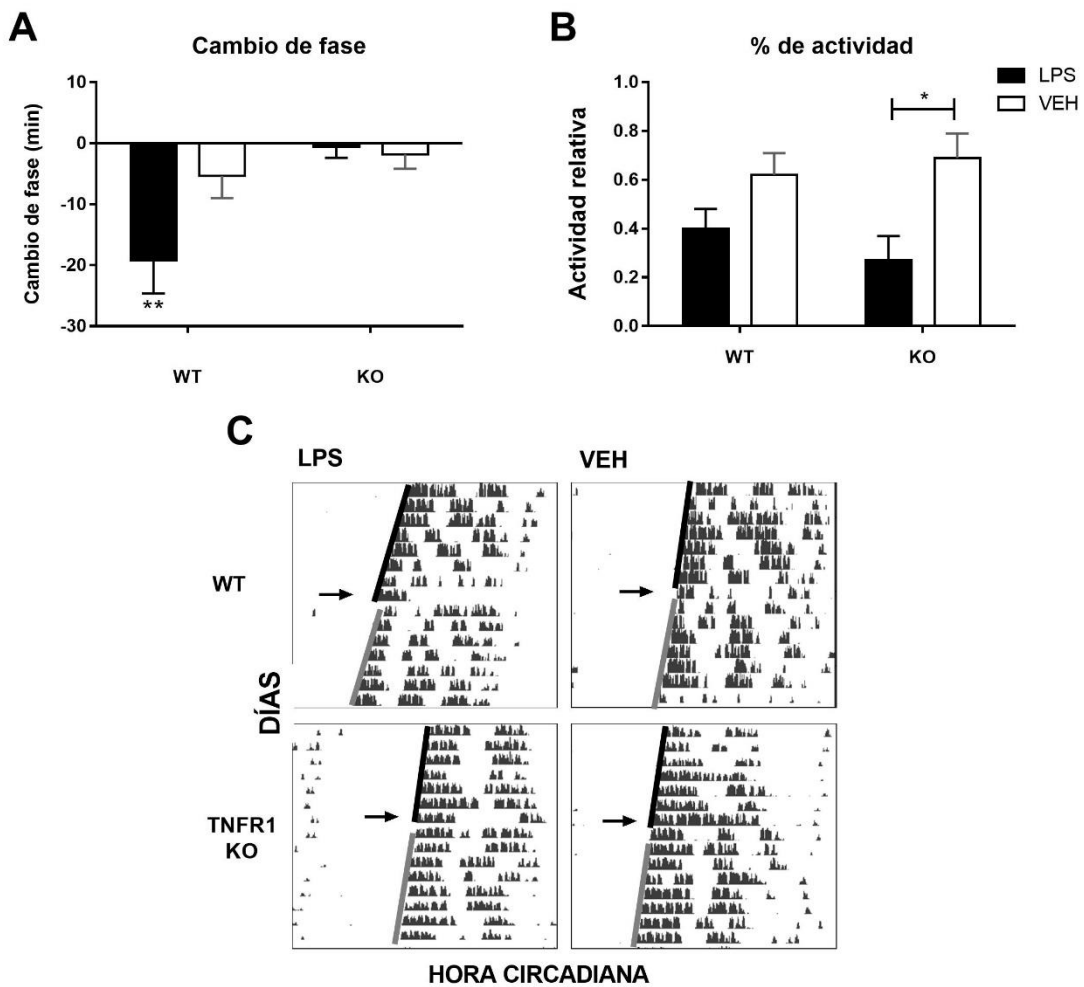 A
Cambio de fase
Cambio de fase (min)
10
0
-10
-20
-30
**
WT
KO
B
% de actividad
Actividad relativa
1.0
0.8
0.6
0.4
0.2
0.0
*
WT
KO
LPS
VEH
C
LPS
VEH
WT
DÍAS
TNFR1
KO
HORA CIRCADIANA